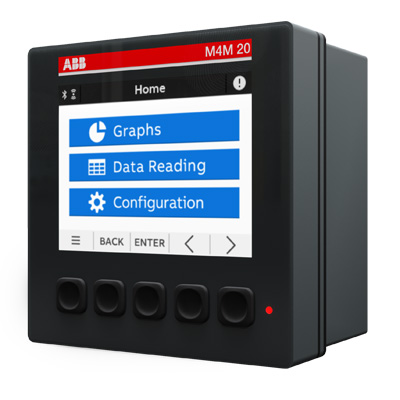 ABB
M4M 20
Home
Graphs
Data Reading
Configuration
BACK ENTER